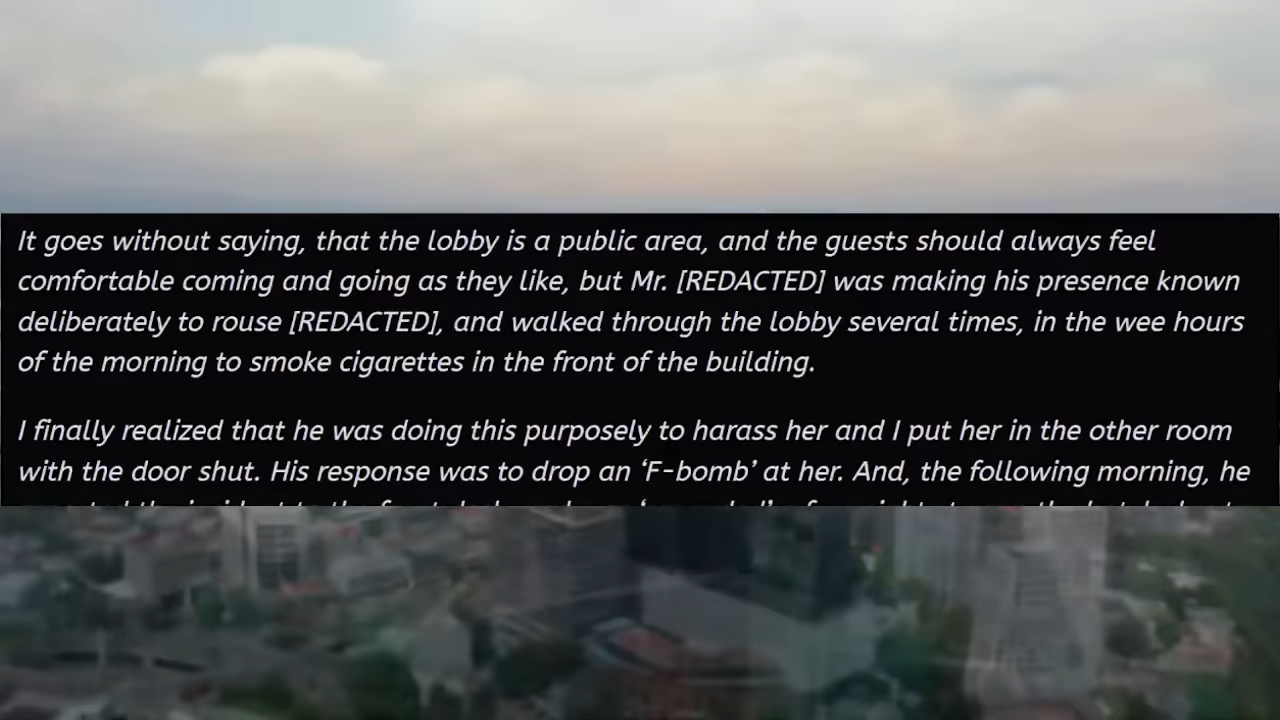 It goes without saying, that the lobby is a public area, and the guests should always feel
comfortable coming and going as they like, but Mr. [REDACTED] was making his presence known
deliberately to rouse [REDACTED], and walked through the lobby several times, in the wee hours
of the morning to smoke cigarettes in the front of the building.
I finally realized that he was doing this purposely to harass her and I put her in the other room
with the door shut. His response was to drop an ‘F-bomb’ at her. And, the following morning, he